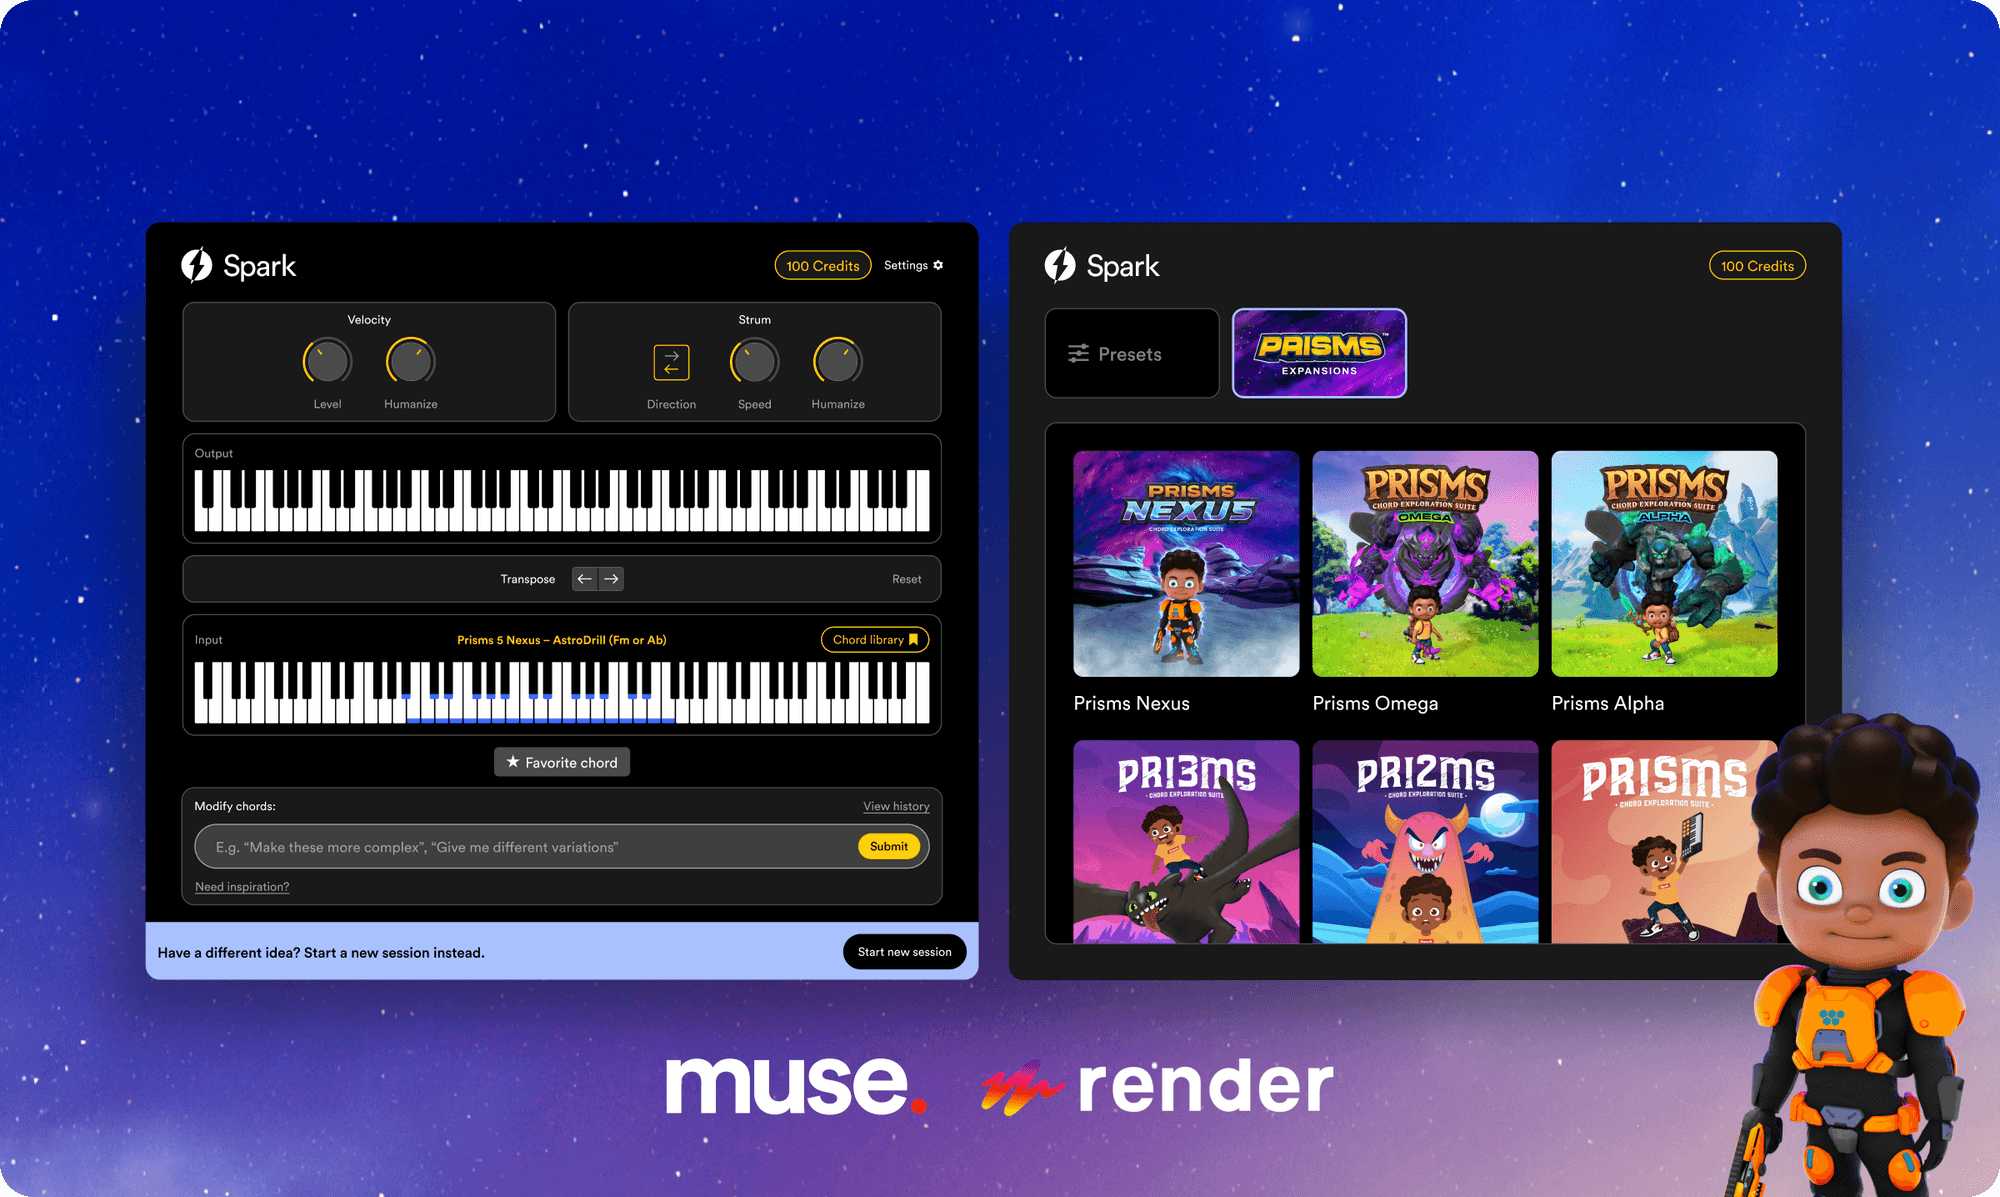 Spark
100 Credits
Settings
Velocity
Level
Humanize
Strum
Direction
Speed
Humanize
Output
Transpose
Reset
Input
Prisms 5 Nexus – AstroDrill (Fm or Ab)
Chord library
Favorite chord
Modify chords:
View history
E.g. “Make these more complex”, “Give me different variations”
Submit
Need inspiration?
Have a different idea? Start a new session instead.
Start new session
Spark
100 Credits
Presets
PRISMS™
EXPANSIONS
PRISMS
NEXUS
CHORD EXPLORATION SUITE
Prisms Nexus
PRISMS
CHORD EXPLORATION SUITE
OMEGA
Prisms Omega
PRISMS
CHORD EXPLORATION SUITE
ALPHA
Prisms Alpha
PRI3MS
· CHORD EXPLORATION SUITE ·
PRI2MS
· CHORD EXPLORATION SUITE ·
PRISMS
· CHORD EXPLORATION SUITE ·
muse.
render